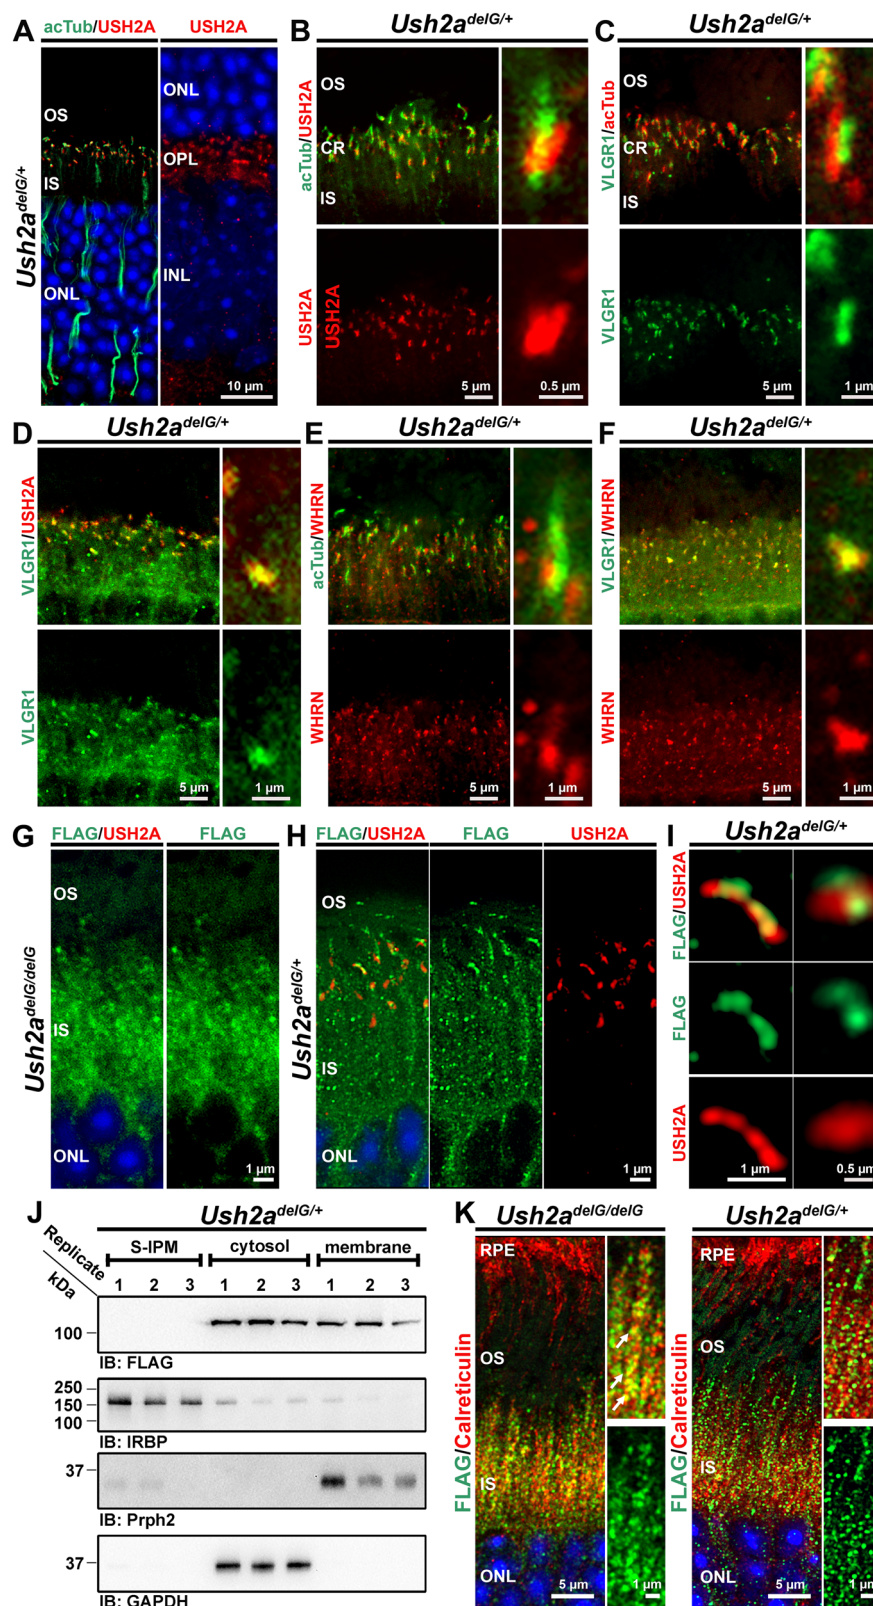 A
acTub/USH2A
USH2A
Ush2a^delG/+
OS
IS
ONL
ONL
OPL
INL
10 µm
B
Ush2a^delG/+
acTub/USH2A
OS
CR
IS
USH2A
USH2A
5 µm
0.5 µm
C
Ush2a^delG/+
VLGR1/acTub
OS
CR
IS
VLGR1
5 µm
1 µm
D
Ush2a^delG/+
VLGR1/USH2A
VLGR1
5 µm
1 µm
E
Ush2a^delG/+
acTub/WHRN
WHRN
5 µm
1 µm
F
Ush2a^delG/+
VLGR1/WHRN
WHRN
5 µm
1 µm
G
FLAG/USH2A
FLAG
Ush2a^delG/delG
OS
IS
ONL
1 µm
H
FLAG/USH2A
FLAG
USH2A
Ush2a^delG/+
OS
IS
ONL
1 µm
I
Ush2a^delG/+
FLAG/USH2A
FLAG
USH2A
1 µm
0.5 µm
J
Ush2a^delG/+
Replicate
kDa
S-IPM
cytosol
membrane
1 2 3 1 2 3 1 2 3
100
IB: FLAG
250
150
100
IB: IRBP
37
IB: Prph2
37
IB: GAPDH
K
Ush2a^delG/delG
Ush2a^delG/+
FLAG/Calreticulin
RPE
OS
IS
ONL
5 µm
1 µm
FLAG/Calreticulin
RPE
OS
IS
ONL
5 µm
1 µm